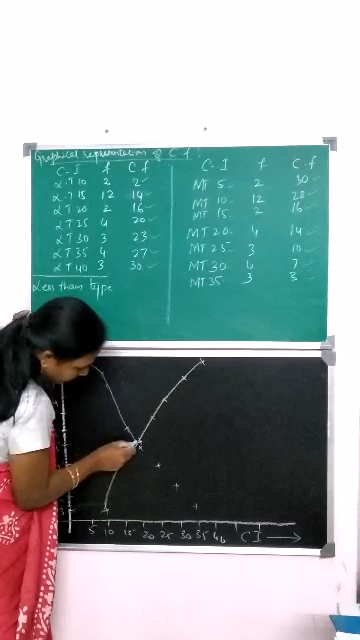 Graphical representation of C f.
C-I f C f
L T 10 2 2
L T 15 12 14
L T 20 2 16
L T 25 4 20
L T 30 3 23
L T 35 4 27
L T 40 3 30
Less than type
C-I f C.f
MT 5 - 2 30
MT 10 - 12 28
MT 15 - 2 16
MT 20 - 4 14
MT 25 - 3 10
MT 30 - 4 7
MT 35 3 3
5 10 15 20 25 30 35 40 C I